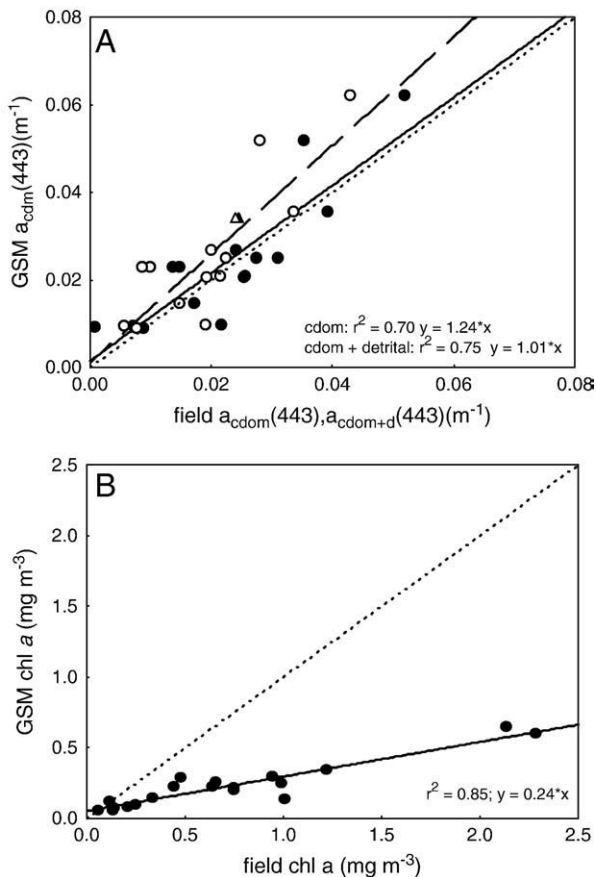 A
0.08
0.06
0.04
0.02
0.00
GSM a_cdm(443)(m⁻¹)
cdom: r² = 0.70 y = 1.24*x
cdom + detrital: r² = 0.75 y = 1.01*x
0.00 0.02 0.04 0.06 0.08
field a_cdom(443),a_cdom+d(443)(m⁻¹)
B
2.5
2.0
1.5
1.0
0.5
0.0
GSM chl a (mg m⁻³)
r² = 0.85; y = 0.24*x
0.0 0.5 1.0 1.5 2.0 2.5
field chl a (mg m⁻³)